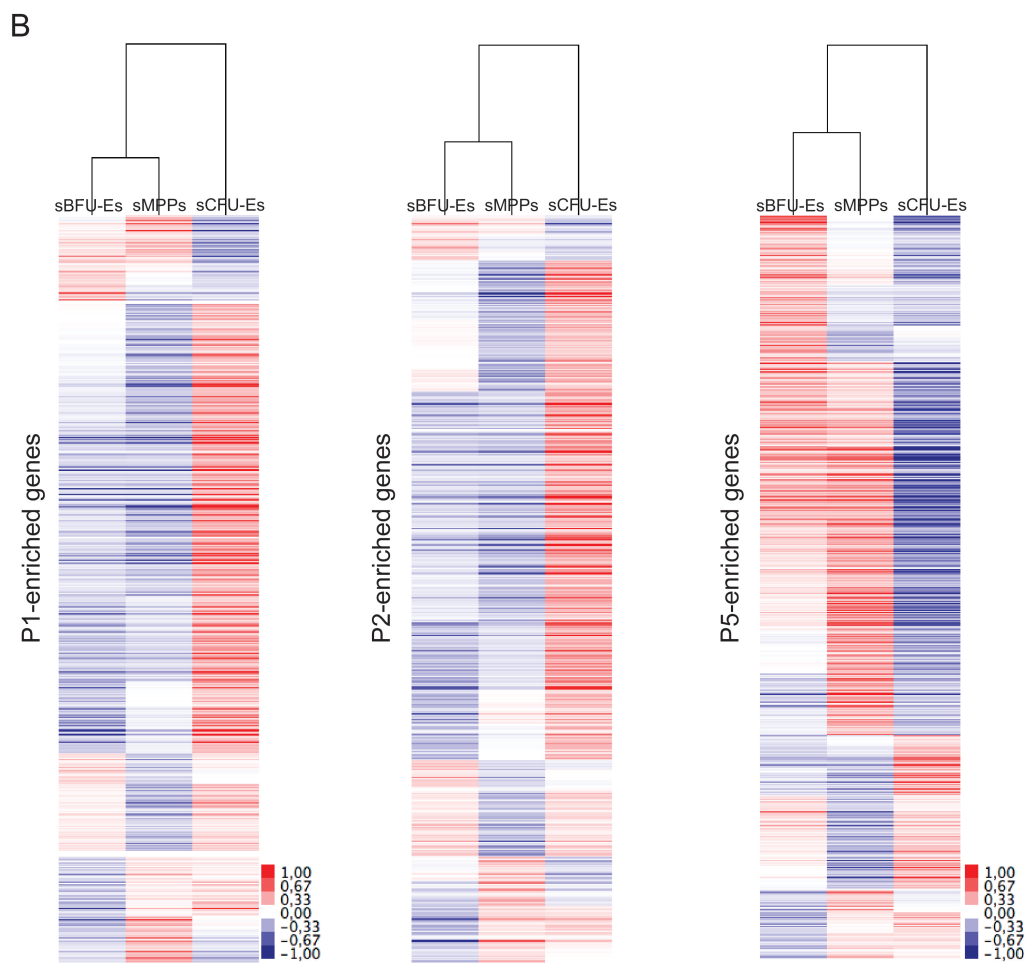 B
sBFU-Es sMPPs sCFU-Es
P1-enriched genes
1,00
0,67
0,33
0,00
−0,33
−0,67
−1,00
sBFU-Es sMPPs sCFU-Es
P2-enriched genes
sBFU-Es sMPPs sCFU-Es
P5-enriched genes
1,00
0,67
0,33
0,00
−0,33
−0,67
−1,00